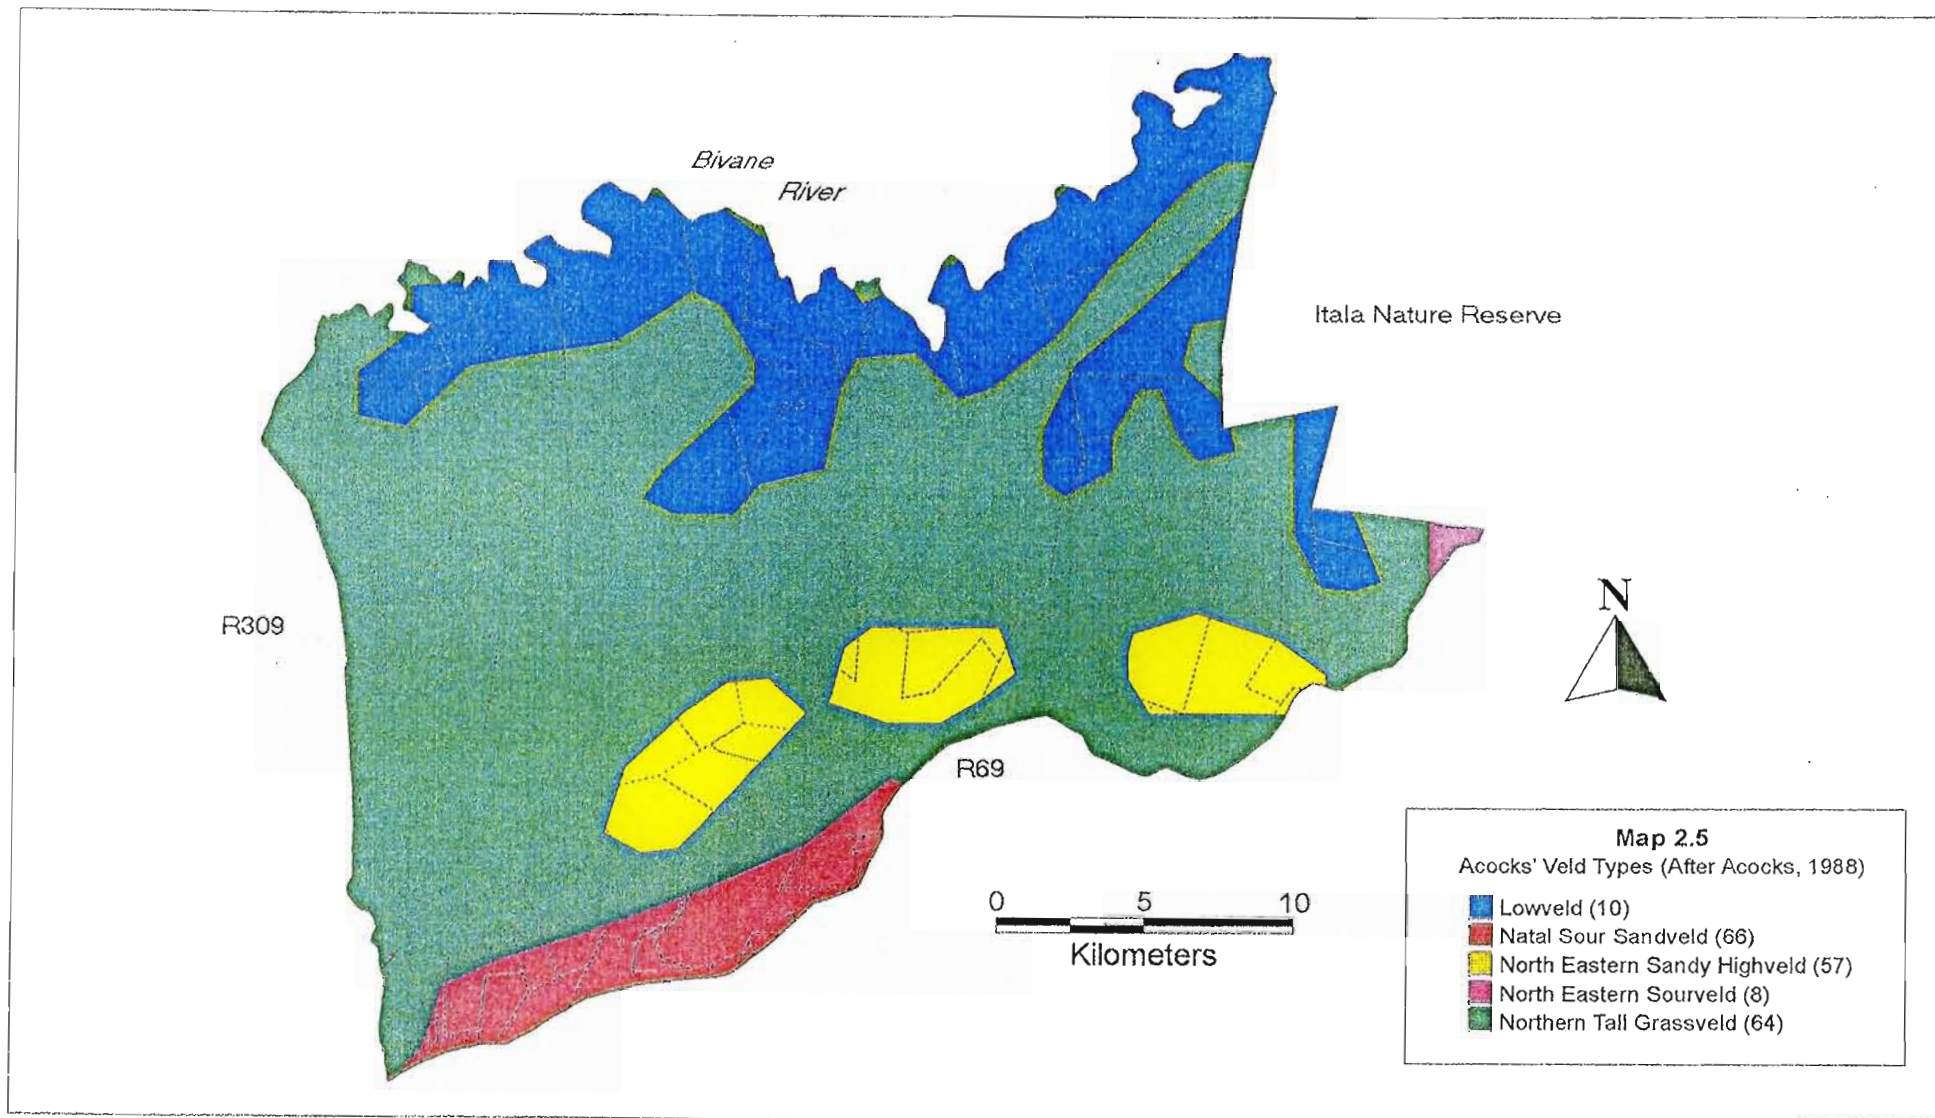 Bivane
River
Itala Nature Reserve
R309
N
R69
0 5 10
Kilometers
Map 2.5
Acocks' Veld Types (After Acocks, 1988)
Lowveld (10)
Natal Sour Sandveld (66)
North Eastern Sandy Highveld (57)
North Eastern Sourveld (8)
Northern Tall Grassveld (64)